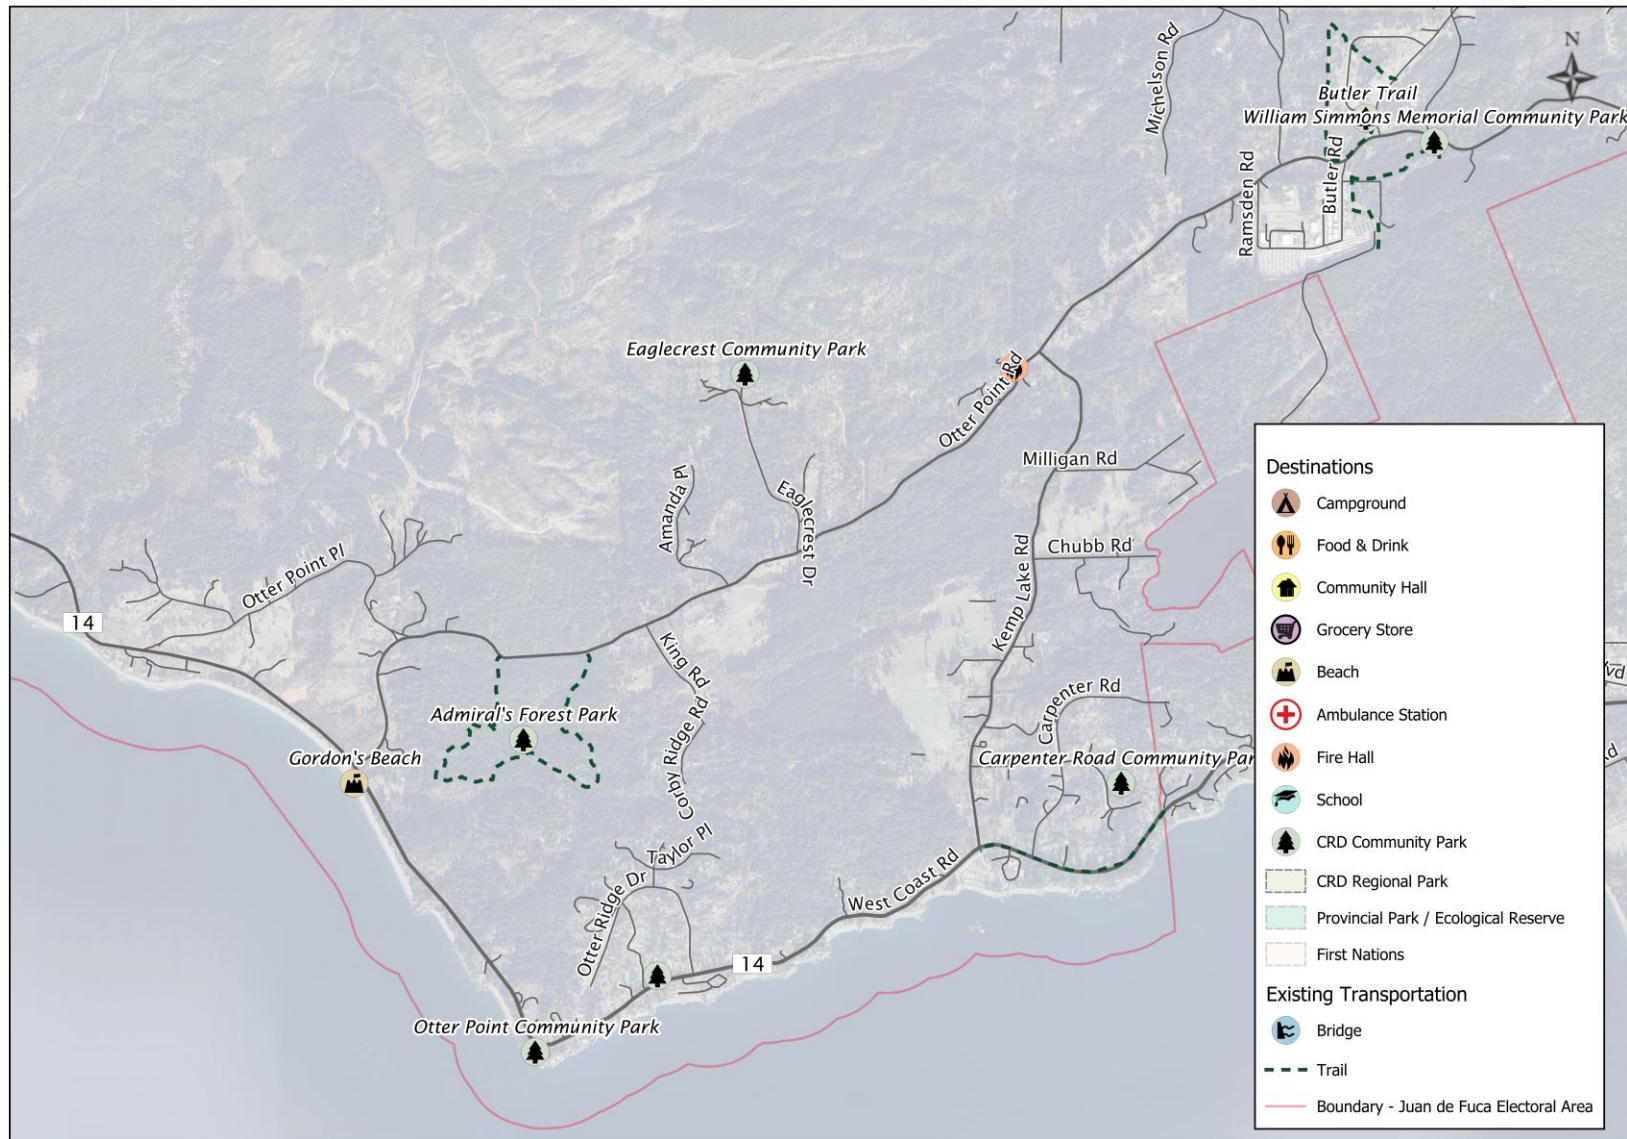 N
Michelson Rd
Butler Trail
William Simmons Memorial Community Park
Ramsden Rd
Butler Rd
Eaglecrest Community Park
Otter Point Rd
Milligan Rd
Amanda Pl
Eaglecrest Dr
Chubb Rd
Otter Point Pl
Kemp Lake Rd
14
King Rd
Carpenter Rd
Admiral's Forest Park
Gordon's Beach
Corby Ridge Rd
Carpenter Road Community Par
Taylor Pl
West Coast Rd
Otter Ridge Dr
14
Otter Point Community Park
vd
Rd
Destinations
Campground
Food & Drink
Community Hall
Grocery Store
Beach
Ambulance Station
Fire Hall
School
CRD Community Park
CRD Regional Park
Provincial Park / Ecological Reserve
First Nations
Existing Transportation
Bridge
Trail
Boundary - Juan de Fuca Electoral Area